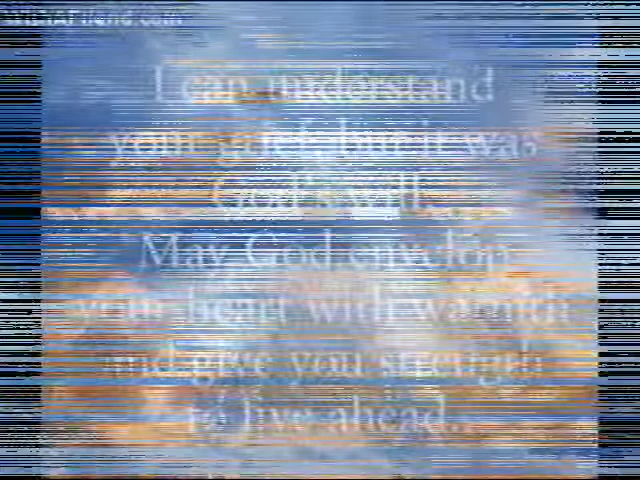 I can understand
your grief, but it was
God's will...
May God envelop
your heart with warmth
and give you strength
to live ahead...